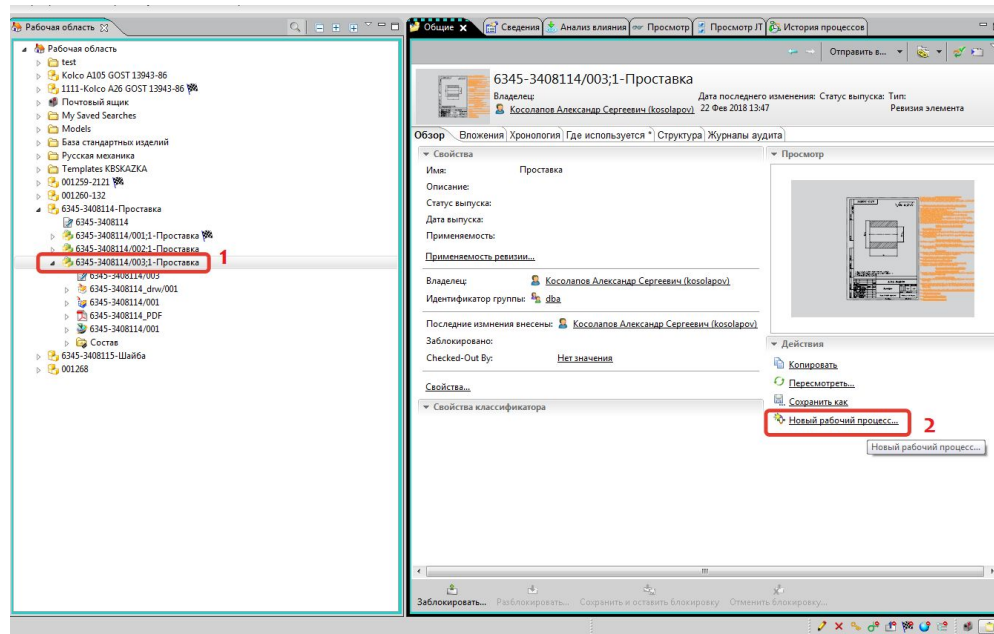 Рабочая область
Рабочая область
test
Kolco A105 GOST 13943-86
1111-Kolco A26 GOST 13943-86
Почтовый ящик
My Saved Searches
Models
База стандартных изделий
Русская механика
Templates KBSKAZKA
001259-2121
001260-132
6345-3408114-Проставка
6345-3408114
6345-3408114/001;1-Проставка
6345-3408114/002;1-Проставка
6345-3408114/003;1-Проставка
1
6345-3408114/003
6345-3408114_drw/001
6345-3408114/001
6345-3408114_PDF
6345-3408114/001
Состав
6345-3408115-Шайба
001268
Общие Сведения Анализ влияния Просмотр Просмотр JT История процессов
Отправить в...
6345-3408114/003;1-Проставка
Владелец: Дата последнего изменения: Статус выпуска: Тип:
Косолапов Александр Сергеевич (kosolapov) 22 Фев 2018 13:47 Ревизия элемента
Обзор Вложения Хронология Где используется * Структура Журналы аудита
Свойства
Имя: Проставка
Описание:
Статус выпуска:
Дата выпуска:
Применяемость:
Применяемость ревизии...
Владелец: Косолапов Александр Сергеевич (kosolapov)
Идентификатор группы: dba
Последние измнения внесены: Косолапов Александр Сергеевич (kosolapov)
Заблокировано:
Checked-Out By: Нет значения
Свойства...
Свойства классификатора
Просмотр
Действия
Копировать
Пересмотреть...
Сохранить как
Новый рабочий процесс...
2
Новый рабочий процесс...
Заблокировать... Разблокировать... Сохранить и оставить блокировку Отменить блокировку...